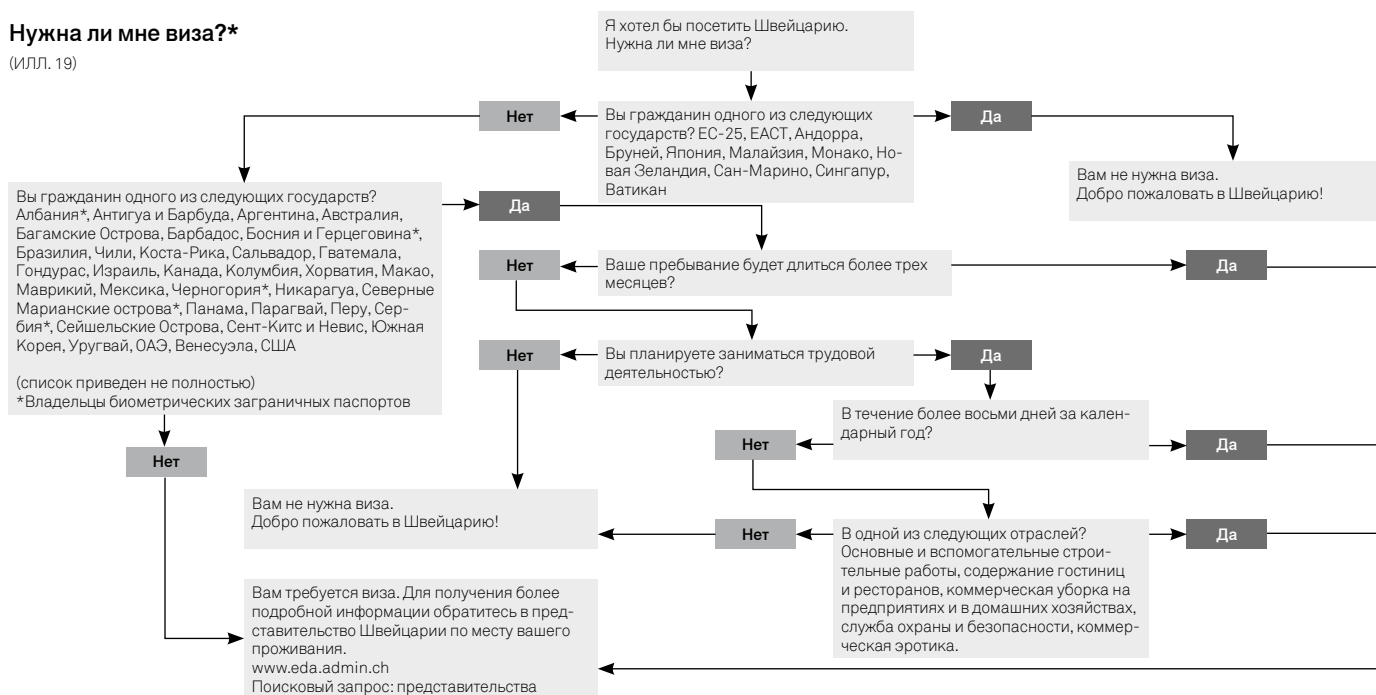 Нужна ли мне виза?*
(ИЛЛ. 19)
Я хотел бы посетить Швейцарию.
Нужна ли мне виза?
Нет
Вы гражданин одного из следующих
государств? ЕС-25, ЕАСТ, Андорра,
Бруней, Япония, Малайзия, Монако, Но-
вая Зеландия, Сан-Марино, Сингапур,
Ватикан
Да
Вам не нужна виза.
Добро пожаловать в Швейцарию!
Вы гражданин одного из следующих государств?
Албания*, Антигуа и Барбуда, Аргентина, Австралия,
Багамские Острова, Барбадос, Босния и Герцеговина*,
Бразилия, Чили, Коста-Рика, Сальвадор, Гватемала,
Гондурас, Израиль, Канада, Колумбия, Хорватия, Макао,
Маврикий, Мексика, Черногория*, Никарагуа, Северные
Марианские острова*, Панама, Парагвай, Перу, Сер-
бия*, Сейшельские Острова, Сент-Китс и Невис, Южная
Корея, Уругвай, ОАЭ, Венесуэла, США
(список приведен не полностью)
*Владельцы биометрических заграничных паспортов
Да
Нет
Ваше пребывание будет длиться более трех
месяцев?
Да
Нет
Вы планируете заниматься трудовой
деятельностью?
Да
В течение более восьми дней за кален-
дарный год?
Нет
Да
Нет
Вам не нужна виза.
Добро пожаловать в Швейцарию!
Нет
В одной из следующих отраслей?
Основные и вспомогательные строи-
тельные работы, содержание гостиниц
и ресторанов, коммерческая уборка на
предприятиях и в домашних хозяйствах,
служба охраны и безопасности, коммер-
ческая эротика.
Да
Вам требуется виза. Для получения более
подробной информации обратитесь в пред-
ставительство Швейцарии по месту вашего
проживания.
www.eda.admin.ch
Поисковый запрос: представительства